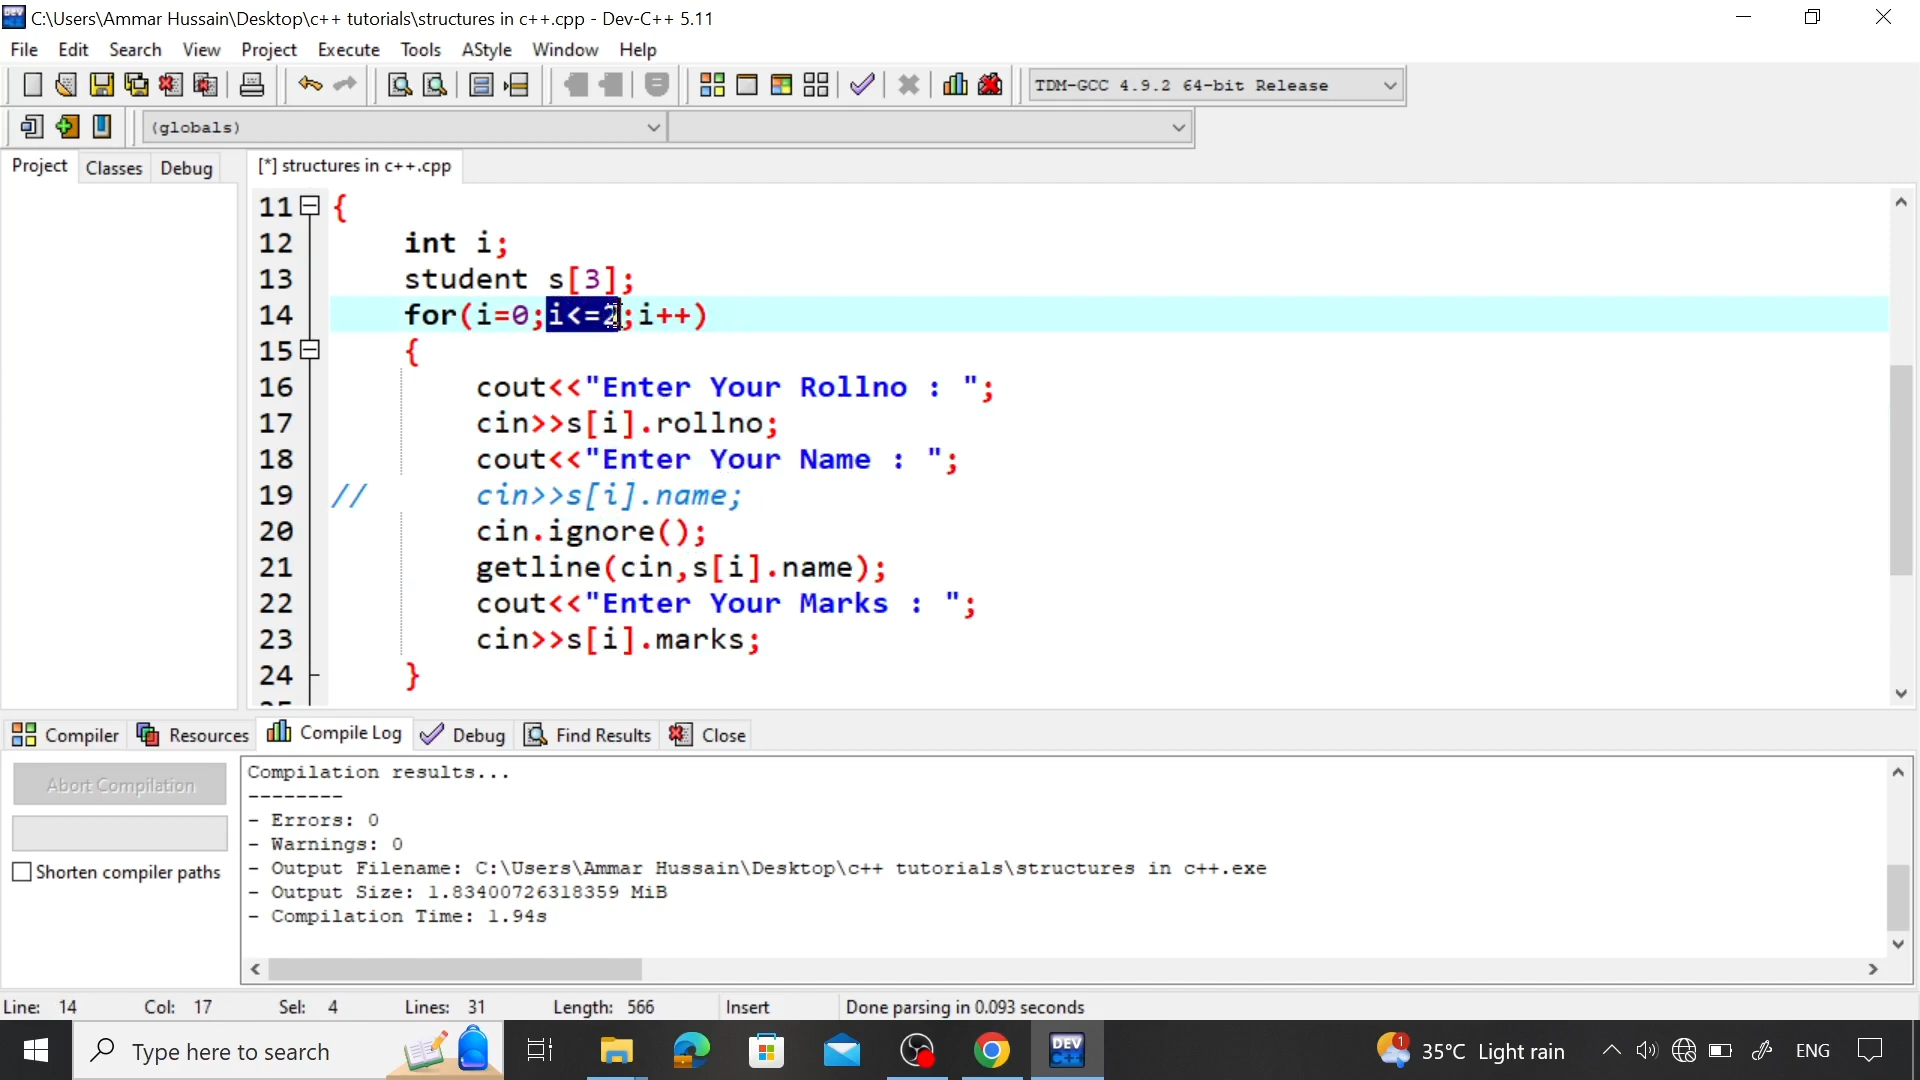 C:\Users\Ammar Hussain\Desktop\c++ tutorials\structures in c++.cpp - Dev-C++ 5.11
File Edit Search View Project Execute Tools AStyle Window Help
TDM-GCC 4.9.2 64-bit Release
(globals)
Project Classes Debug [*] structures in c++.cpp
11 {
12 int i;
13 student s[3];
14 for(i=0;i<=2;i++)
15 {
16 cout<<"Enter Your Rollno : ";
17 cin>>s[i].rollno;
18 cout<<"Enter Your Name : ";
19 // cin>>s[i].name;
20 cin.ignore();
21 getline(cin,s[i].name);
22 cout<<"Enter Your Marks : ";
23 cin>>s[i].marks;
24 }
Compiler Resources Compile Log Debug Find Results Close
Abort Compilation
Shorten compiler paths
Compilation results...
--------
- Errors: 0
- Warnings: 0
- Output Filename: C:\Users\Ammar Hussain\Desktop\c++ tutorials\structures in c++.exe
- Output Size: 1.83400726318359 MiB
- Compilation Time: 1.94s
Line: 14 Col: 17 Sel: 4 Lines: 31 Length: 566 Insert Done parsing in 0.093 seconds
Type here to search DEV C++ 1 35°C Light rain ENG